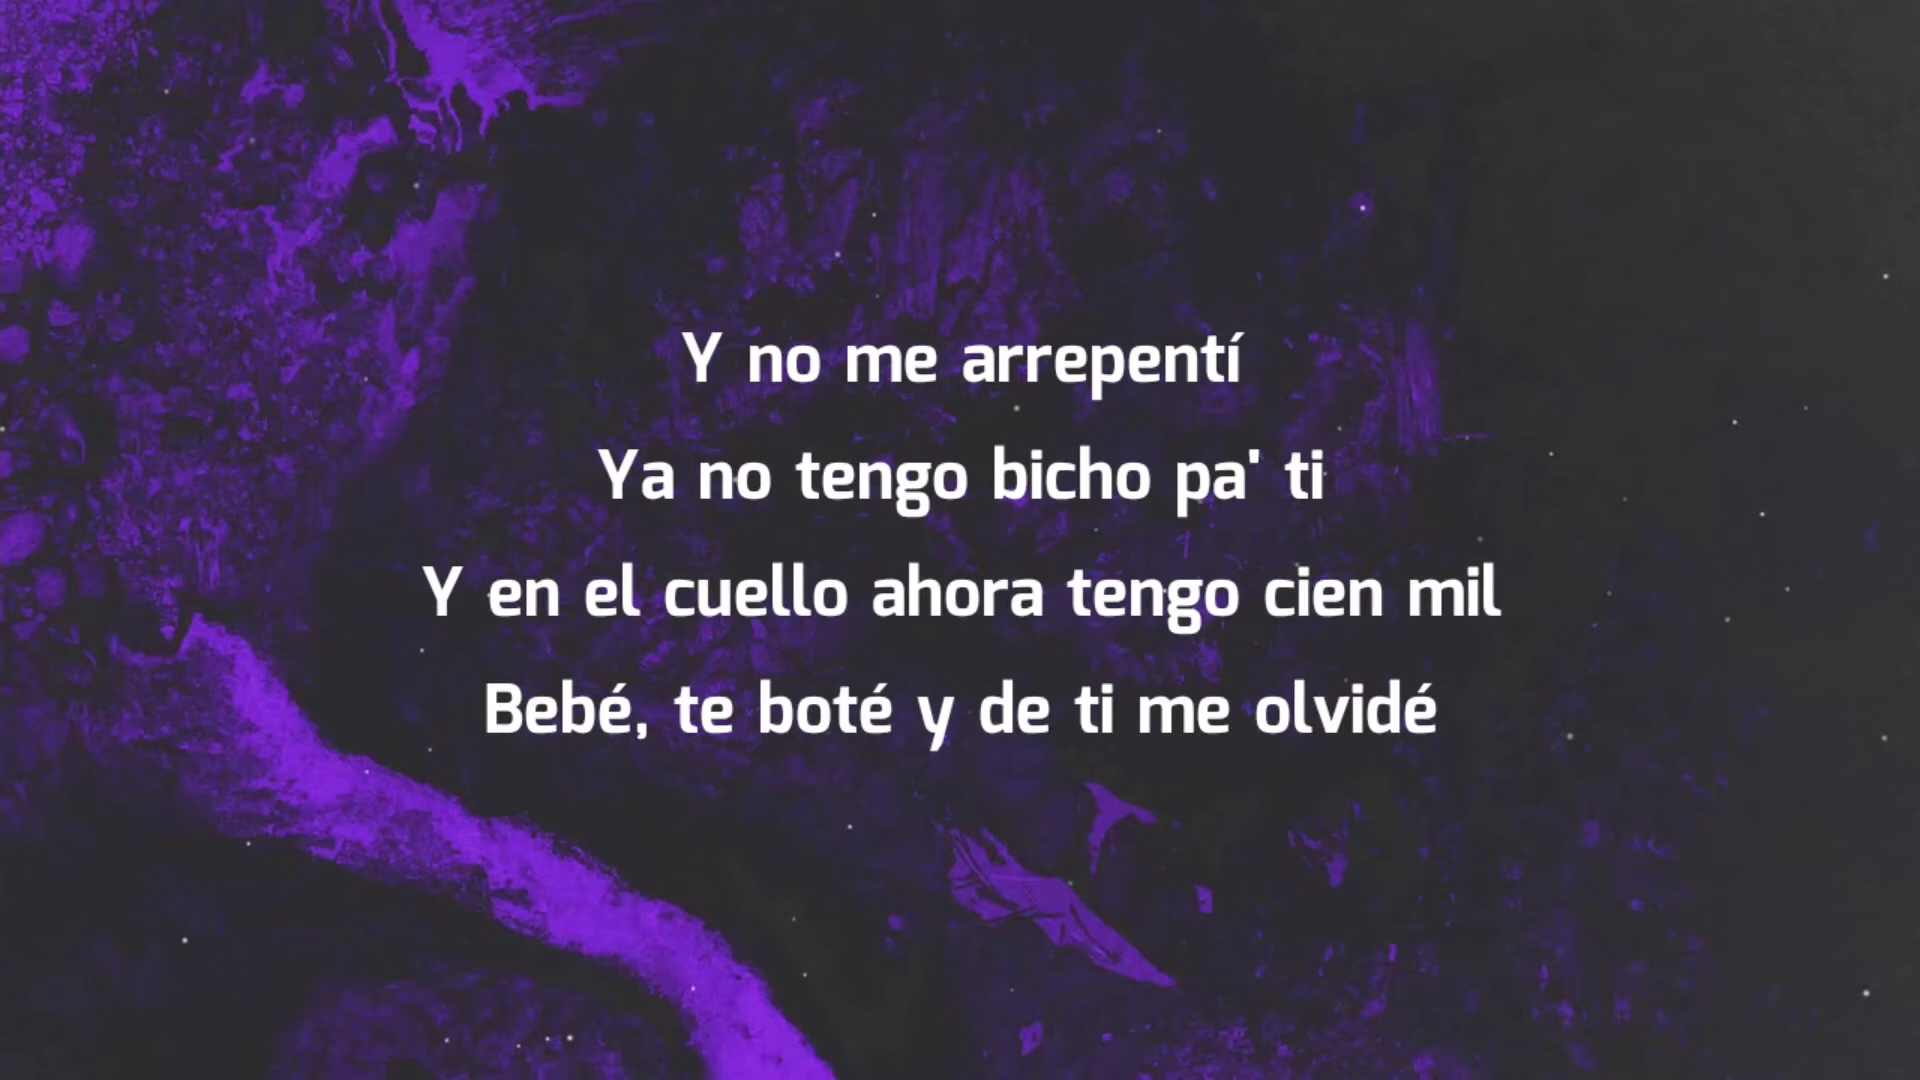 Y no me arrepentí
Ya no tengo bicho pa' ti
Y en el cuello ahora tengo cien mil
Bebé, te boté y de ti me olvidé